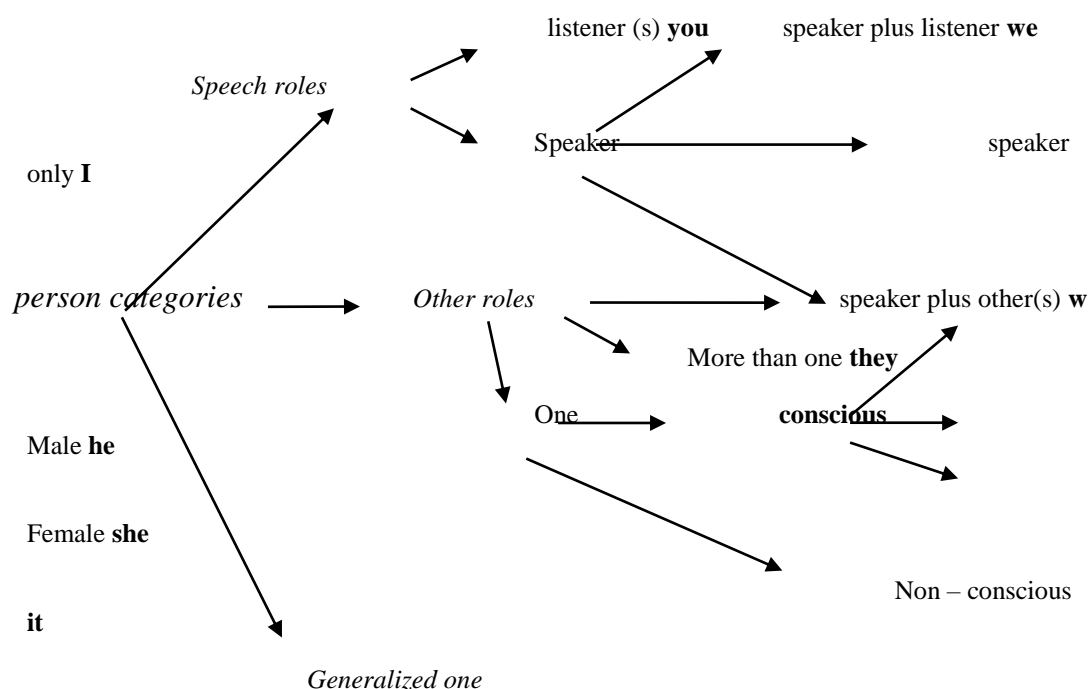 listener (s) you speaker plus listener we
Speech roles
Speaker speaker
only I
person categories Other roles speaker plus other(s) w
More than one they
One conscious
Male he
Female she
Non – conscious
it
Generalized one